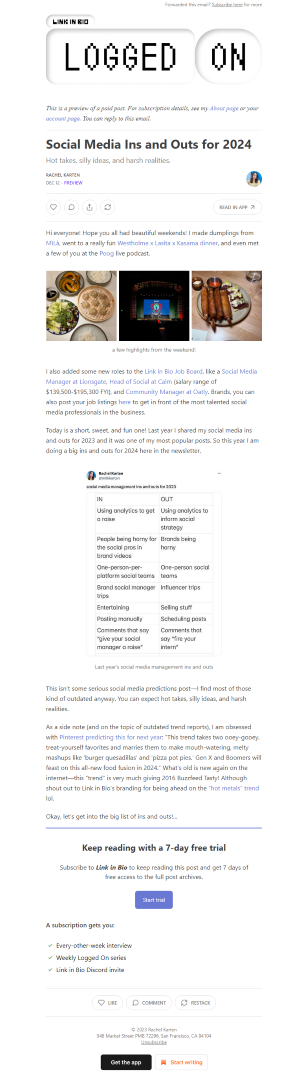 Forwarded this email? Subscribe here for more
LINK IN BIO
LOGGED ON
This is a preview of a paid post. For subscription details, see my About page or your
account page. You can reply to this email.
Social Media Ins and Outs for 2024
Hot takes, silly ideas, and harsh realities.
RACHEL KARTEN
DEC 12 · PREVIEW
READ IN APP
Hi everyone! Hope you all had beautiful weekends! I made dumplings from
MìLà, went to a really fun Westholme x Lasita x Kasama dinner, and even met
a few of you at the Poog live podcast.
a few highlights from the weekend!
I also added some new roles to the Link in Bio Job Board, like a Social Media
Manager at Lionsgate, Head of Social at Calm (salary range of
$139,500-$195,300 FYI), and Community Manager at Oatly. Brands, you can
also post your job listings here to get in front of the most talented social
media professionals in the business.
Today is a short, sweet, and fun one! Last year I shared my social media ins
and outs for 2023 and it was one of my most popular posts. So this year I am
doing a big ins and outs for 2024 here in the newsletter.
Rachel Karten
social media management ins and outs for 2023
IN OUT
Using analytics to get Using analytics to
a raise inform social
strategy
People being horny for Brands being
the social pros in horny
brand videos
One-person-per- One-person social
platform social teams teams
Brand social manager Influencer trips
trips
Entertaining Selling stuff
Posting manually Scheduling posts
Comments that say Comments that
"give your social say "fire your
manager a raise" intern"
Last year's social media management ins and outs
This isn't some serious social media predictions post—I find most of those
kind of outdated anyway. You can expect hot takes, silly ideas, and harsh
realities.
As a side note (and on the topic of outdated trend reports), I am obsessed
with Pinterest predicting this for next year: "This trend takes two ooey-gooey,
treat-yourself favorites and marries them to make mouth-watering, melty
mashups like 'burger quesadillas' and 'pizza pot pies.' Gen X and Boomers will
feast on this all-new food fusion in 2024." What's old is new again on the
internet—this "trend" is very much giving 2016 Buzzfeed Tasty! Although
shout out to Link in Bio's branding for being ahead on the "hot metals" trend
lol.
Okay, let's get into the big list of ins and outs!...
Keep reading with a 7-day free trial
Subscribe to Link in Bio to keep reading this post and get 7 days of
free access to the full post archives.
Start trial
A subscription gets you:
Every-other-week interview
Weekly Logged On series
Link in Bio Discord invite
LIKE COMMENT RESTACK
© 2023 Rachel Karten
548 Market Street PMB 72296, San Francisco, CA 94104
Unsubscribe
Get the app Start writing